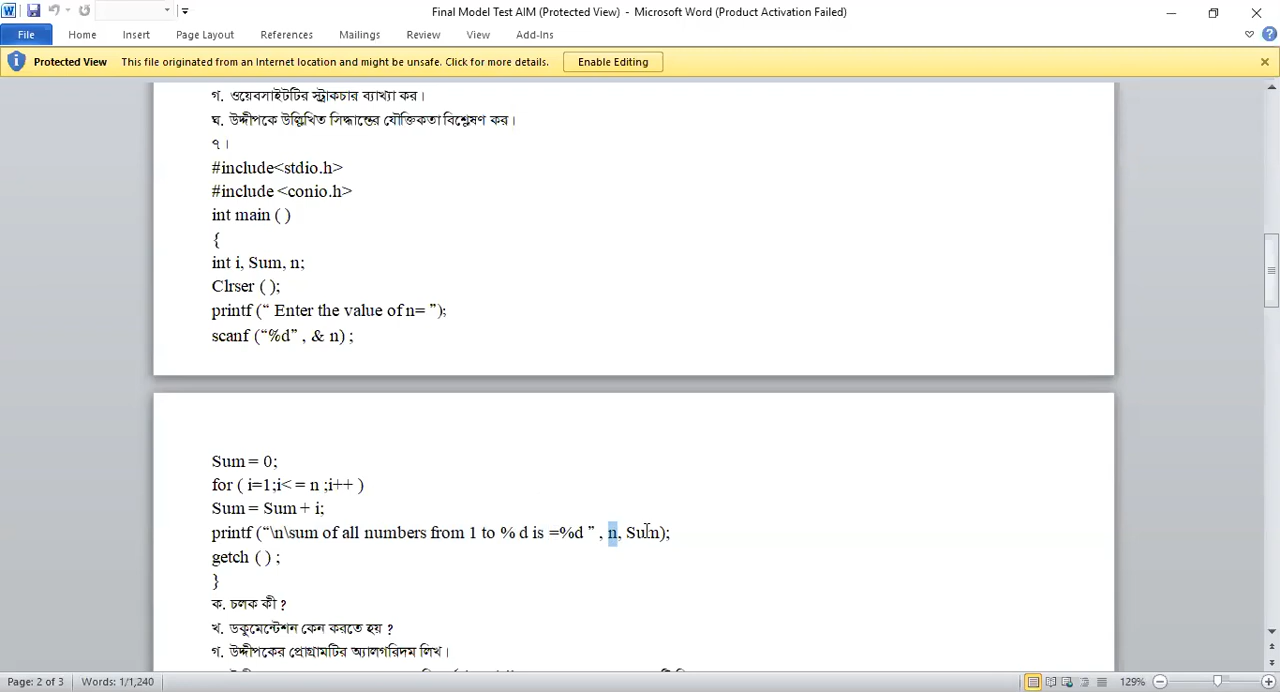 Final Model Test AIM (Protected View) - Microsoft Word (Product Activation Failed)
File Home Insert Page Layout References Mailings Review View Add-Ins
Protected View This file originated from an Internet location and might be unsafe. Click for more details. Enable Editing
গ. ওয়েবসাইটটির স্ট্রাকচার ব্যাখ্যা কর।
ঘ. উদ্দীপকে উল্লিখিত সিদ্ধান্তের যৌক্তিকতা বিশ্লেষণ কর।
৭।
#include<stdio.h>
#include <conio.h>
int main ( )
{
int i, Sum, n;
Clrser ( );
printf (“ Enter the value of n= ”);
scanf (“%d” , & n) ;
Sum = 0;
for ( i=1;i< = n ;i++ )
Sum = Sum + i;
printf (“\n\sum of all numbers from 1 to % d is =%d ” , n, Sum);
getch ( ) ;
}
ক. চলক কী ?
খ. ডকুমেন্টেশন কেন করতে হয় ?
গ. উদ্দীপকের প্রোগ্রামটির অ্যালগরিদম লিখ।
Page: 2 of 3 Words: 1/1,240 129%